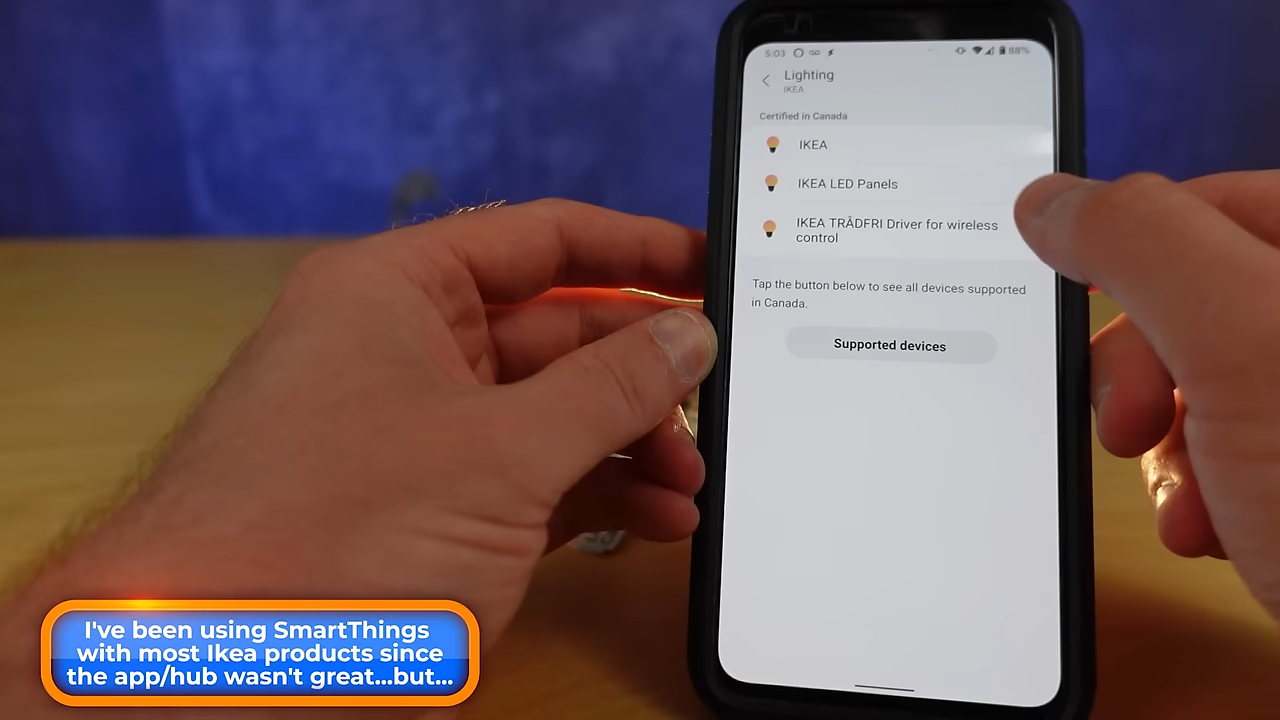 5:03
88%
Lighting
IKEA
Certified in Canada
IKEA
IKEA LED Panels
IKEA TRÅDFRI Driver for wireless
control
Tap the button below to see all devices supported
in Canada.
Supported devices
I've been using SmartThings
with most Ikea products since
the app/hub wasn't great...but...